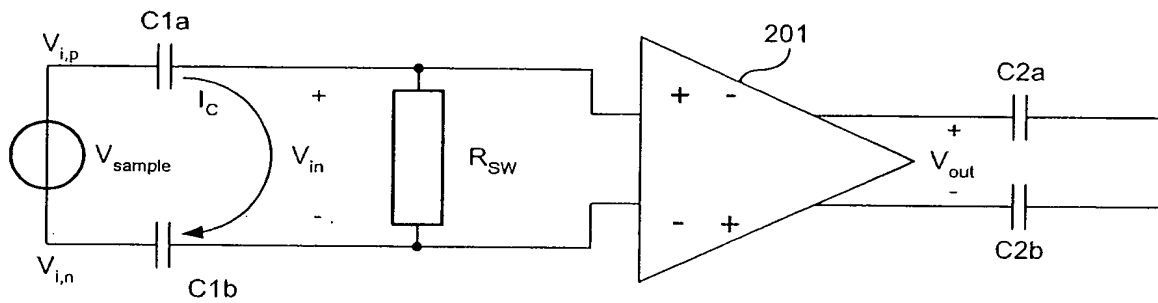 C1a
201
V_i,p
C2a
I_C
+
+ -
+
V_sample
V_in
R_SW
V_out
-
- +
-
V_i,n
C1b
C2b